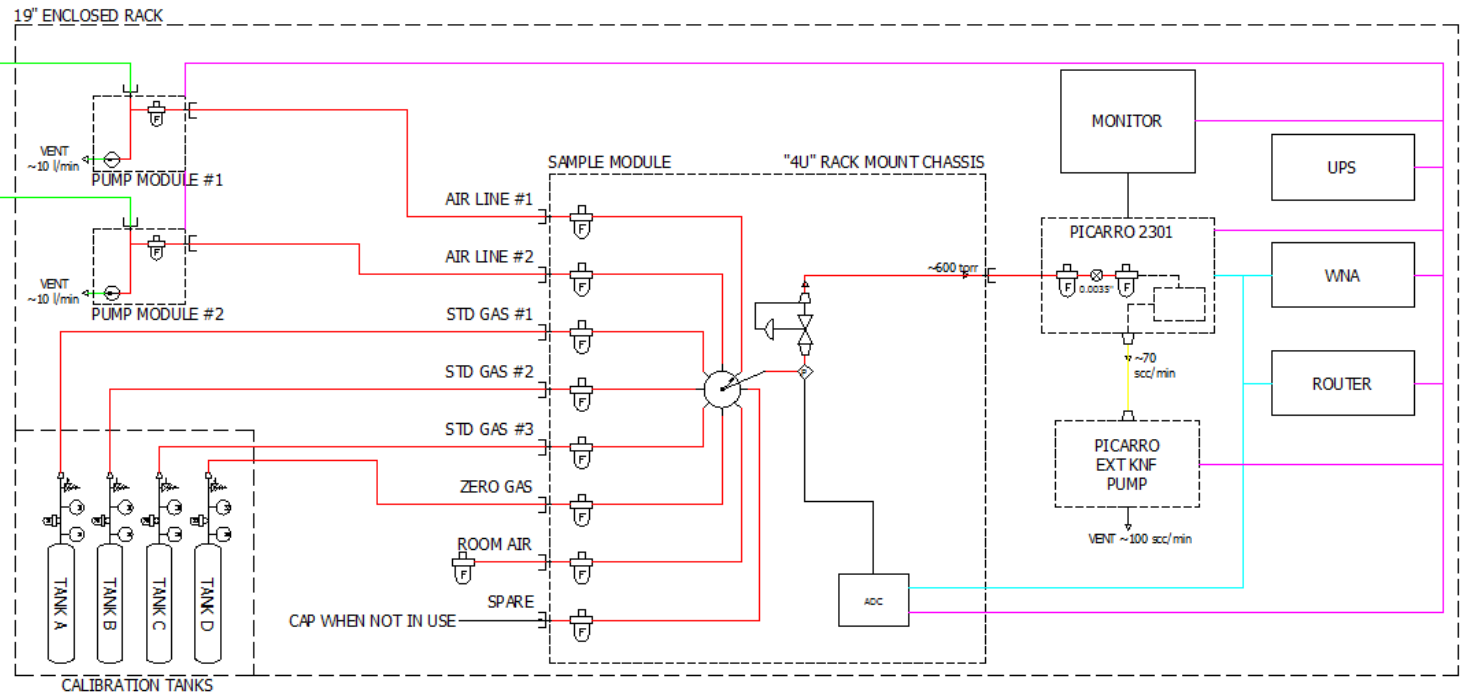 19" ENCLOSED RACK
F
VENT
~10 l/min
PUMP MODULE #1
F
VENT
~10 l/min
PUMP MODULE #2
SAMPLE MODULE
"4U" RACK MOUNT CHASSIS
AIR LINE #1
F
AIR LINE #2
F
STD GAS #1
F
STD GAS #2
F
STD GAS #3
F
ZERO GAS
F
ROOM AIR
F
F
SPARE
CAP WHEN NOT IN USE
F
P
ADC
~600 torr
MONITOR
PICARRO 2301
F
0.0035"
F
~70
scc/min
PICARRO
EXT KNF
PUMP
VENT ~100 scc/min
UPS
WNA
ROUTER
TANK A
TANK B
TANK C
TANK D
CALIBRATION TANKS